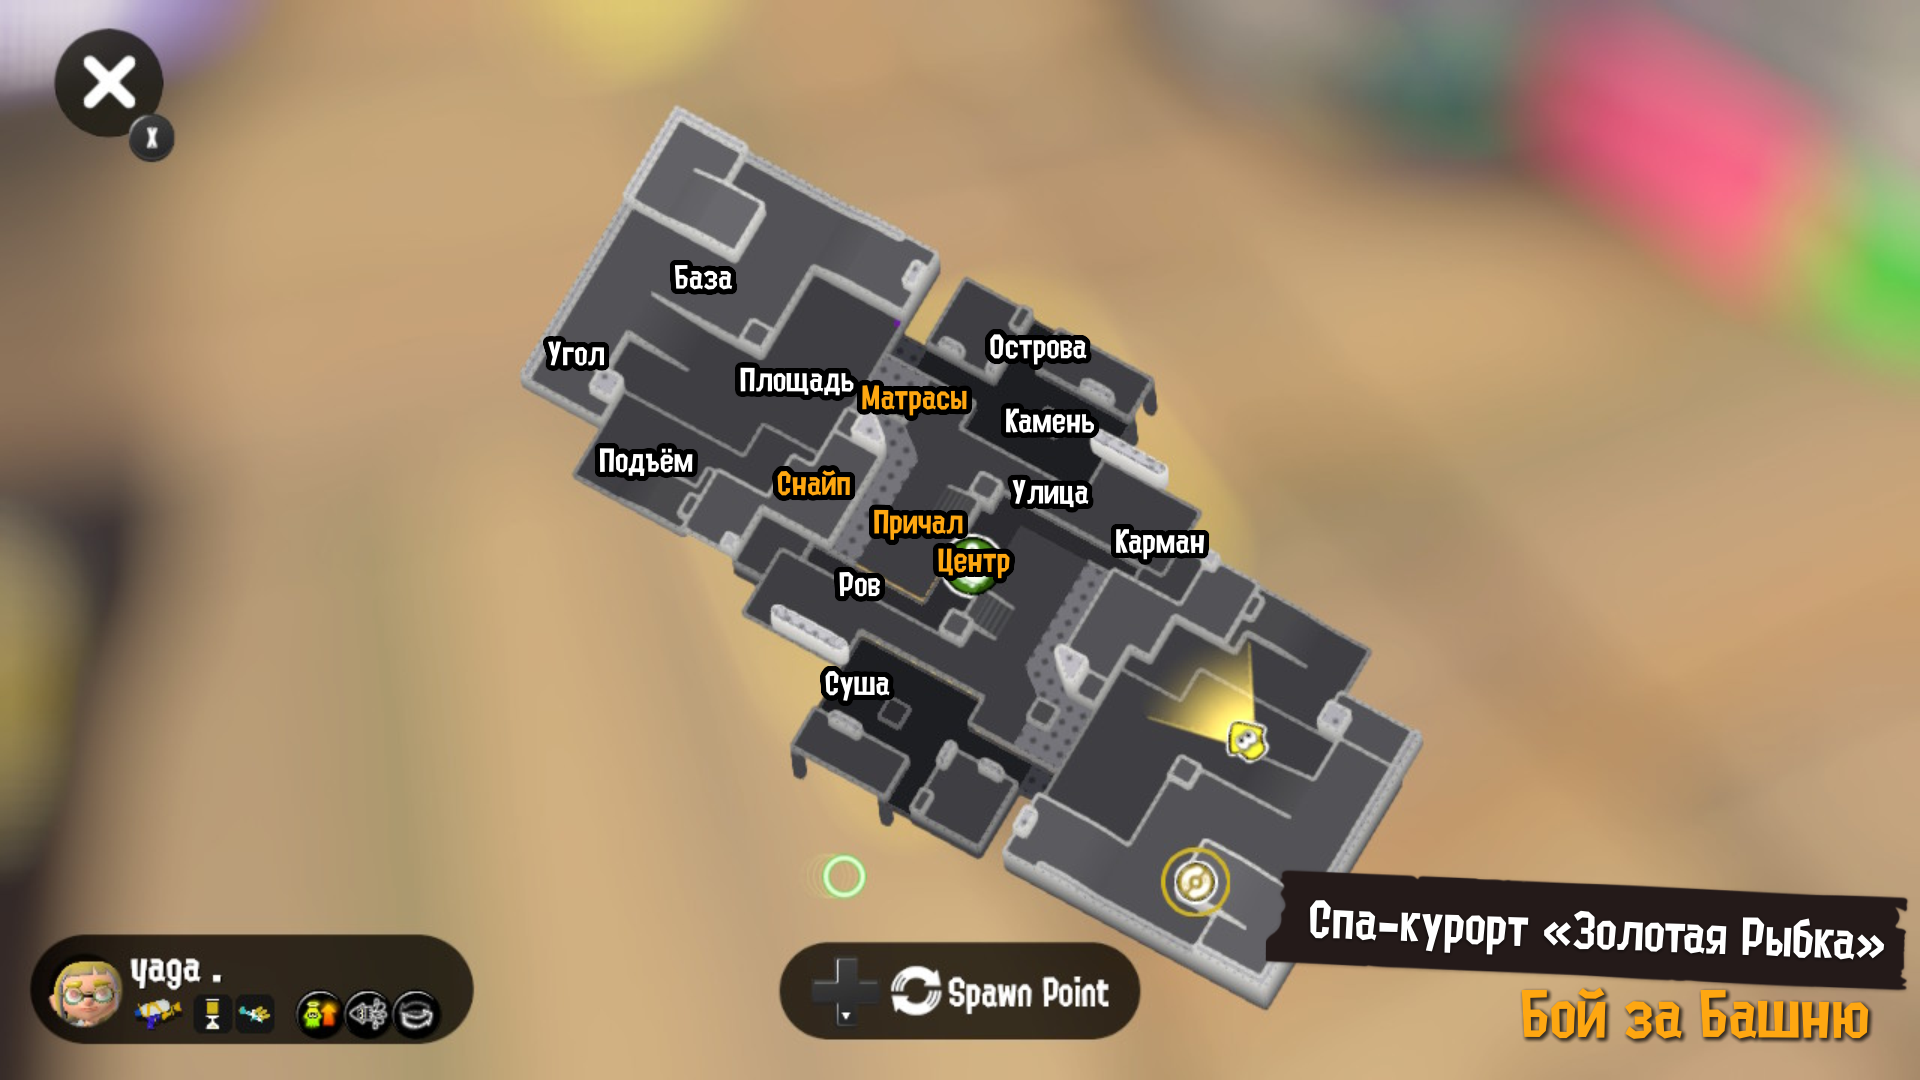 X
База
Острова
Угол
Площадь
Матрасы
Камень
Подъём
Снайп
Улица
Причал
Карман
Центр
Ров
Суша
Спа-курорт «Золотая Рыбка»
Бой за Башню
yaga .
Spawn Point